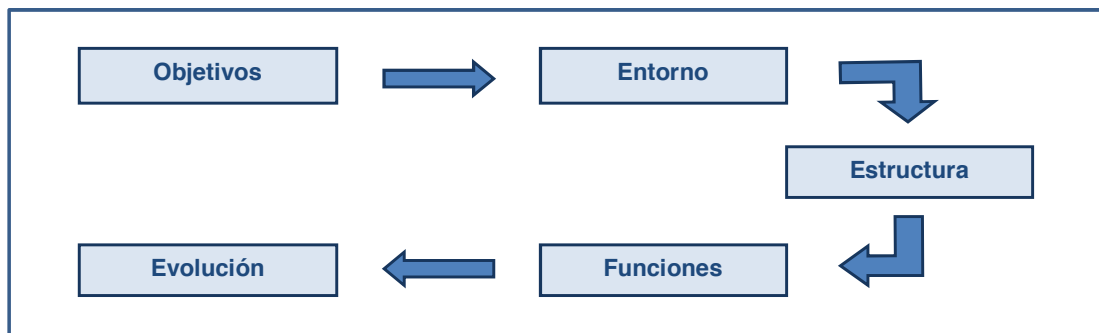 Objetivos
Entorno
Estructura
Funciones
Evolución